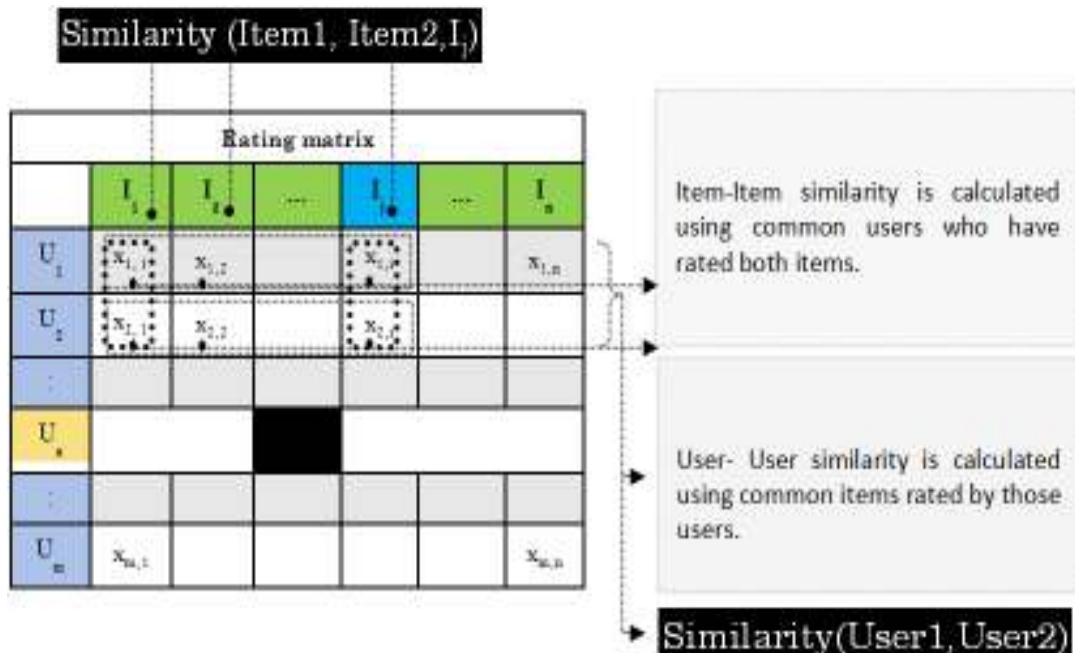 Similarity (Item1, Item2,I_j)
Rating matrix
I_1 I_2 ... I_j ... I_n
U_1 x_1,1 x_1,2 x_1,n
U_2 x_2,1 x_2,2
:
U_a
:
U_m x_m,1 x_m,n
Item-Item similarity is calculated
using common users who have
rated both items.
User- User similarity is calculated
using common items rated by those
users.
Similarity(User1,User2)